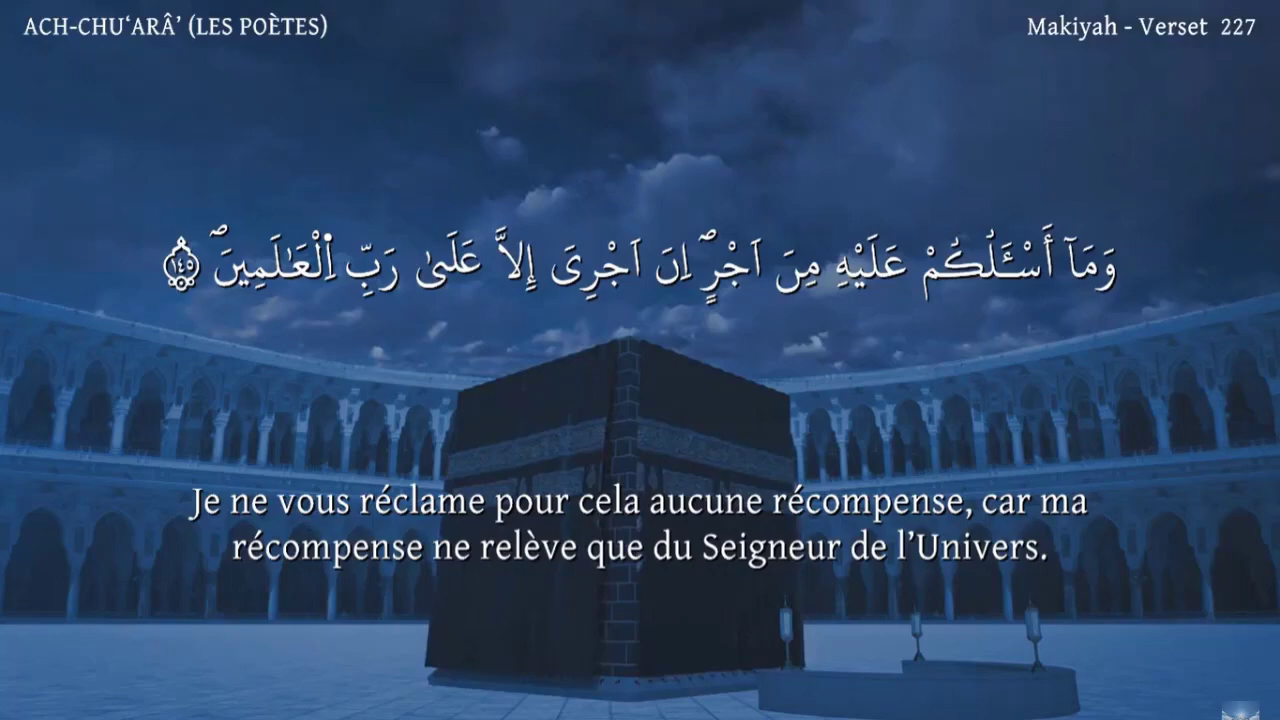 ACH-CHU‘ARÂ’ (LES POÈTES)
Makiyah - Verset 227
وَمَآ أَسْـَٔلُكُمْ عَلَيْهِ مِنَ اَجْرٍۖ اِنَ اَجْرِىَ إِلاَّ عَلَىٰ رَبِّ اِ۬لْعَٰلَمِينَۖ ١٤٥
Je ne vous réclame pour cela aucune récompense, car ma
récompense ne relève que du Seigneur de l’Univers.